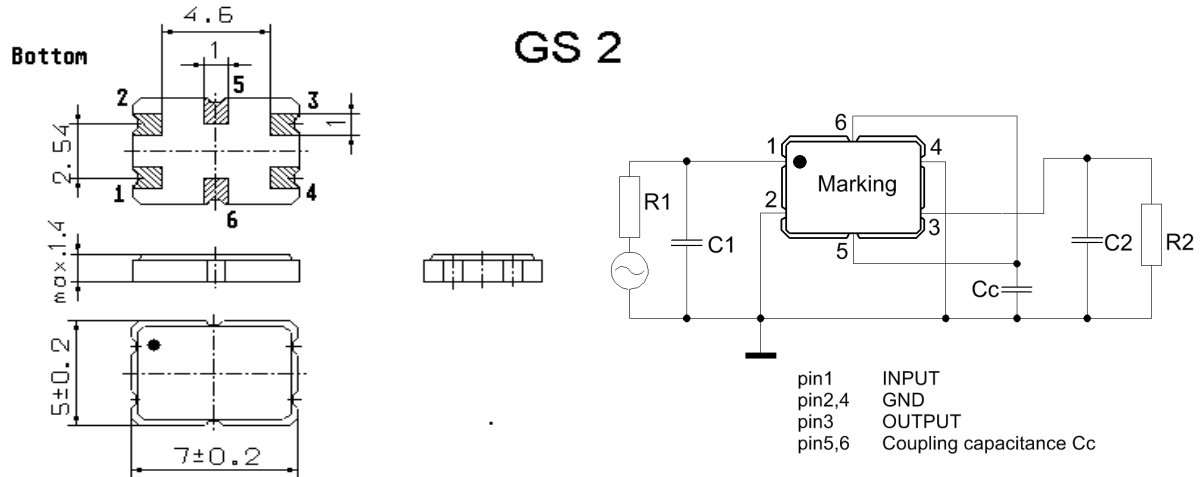 4.6
Bottom
1
GS 2
2
5
3
2.54
1
1
4
6
max.1.4
5±0.2
7±0.2
6
1
4
Marking
2
3
5
R1
C1
C2
R2
Cc
pin1 INPUT
pin2,4 GND
pin3 OUTPUT
pin5,6 Coupling capacitance Cc